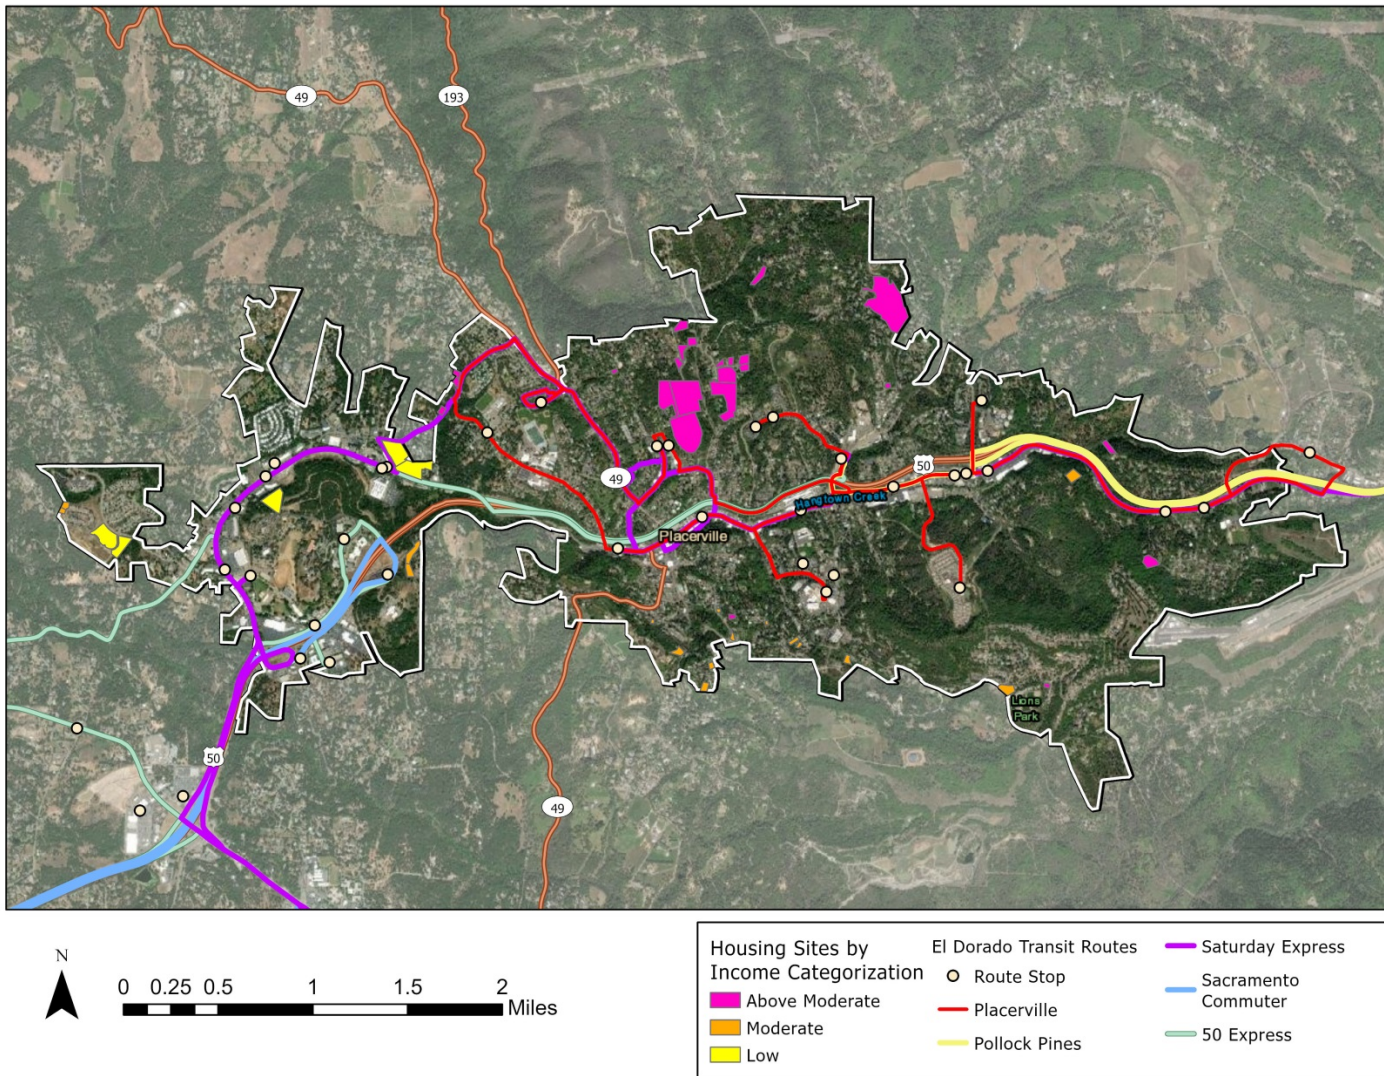 49
193
50
49
Hangtown Creek
Placerville
Lions
Park
50
49
N
0 0.25 0.5 1 1.5 2
Miles
Housing Sites by
Income Categorization
Above Moderate
Moderate
Low
El Dorado Transit Routes
Route Stop
Placerville
Pollock Pines
Saturday Express
Sacramento
Commuter
50 Express